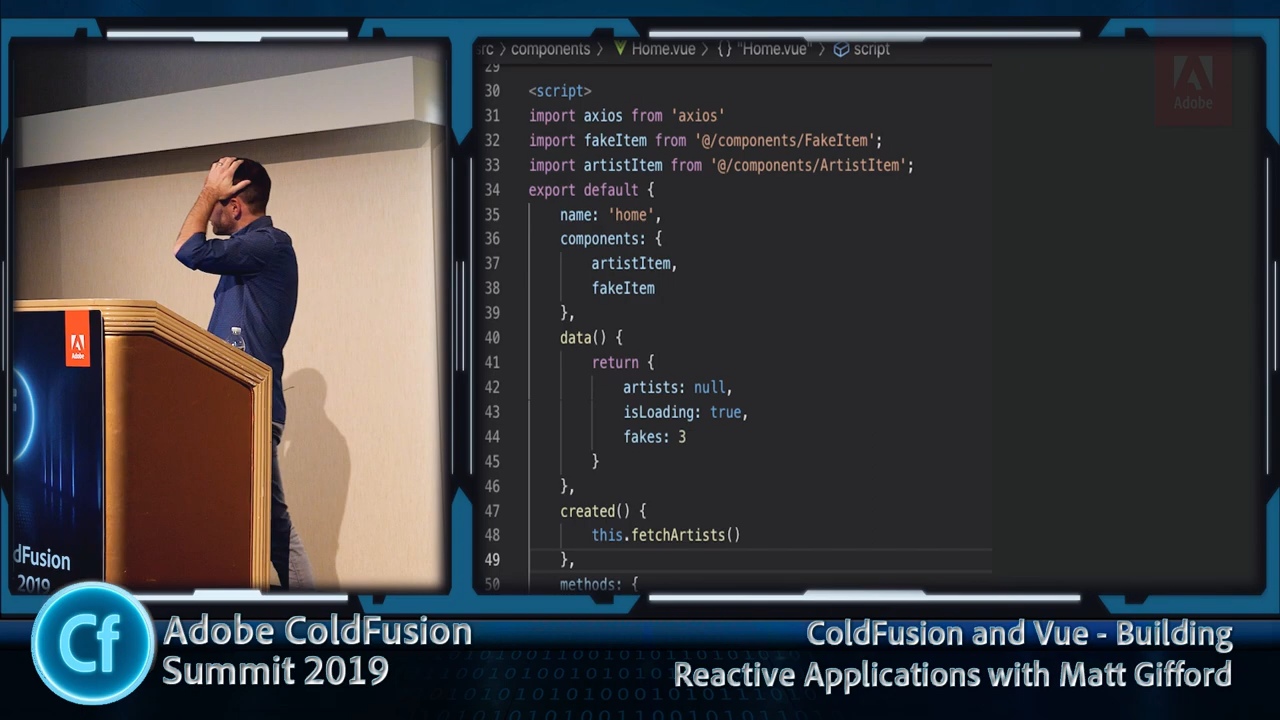 src > components > Home.vue > {} "Home.vue" > script
29
30 <script>
31 import axios from 'axios'
32 import fakeItem from '@/components/FakeItem';
33 import artistItem from '@/components/ArtistItem';
34 export default {
35 name: 'home',
36 components: {
37 artistItem,
38 fakeItem
39 },
40 data() {
41 return {
42 artists: null,
43 isLoading: true,
44 fakes: 3
45 }
46 },
47 created() {
48 this.fetchArtists()
49 },
50 methods: {
Adobe
Adobe
dFusion
2019
Cf
Adobe ColdFusion
Summit 2019
ColdFusion and Vue - Building
Reactive Applications with Matt Gifford